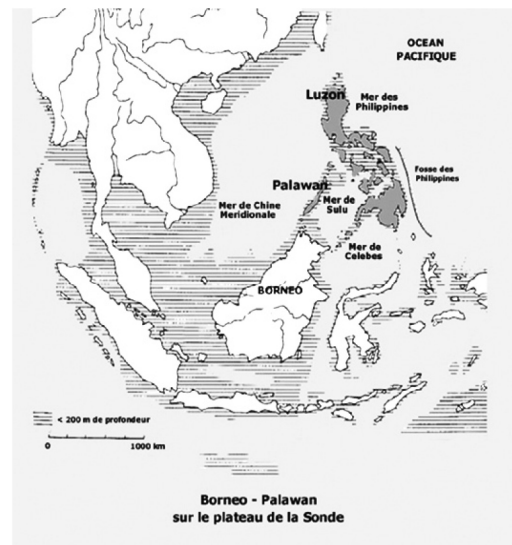 OCEAN
PACIFIQUE
Luzon
Mer des
Philippines
Fosse des
Philippines
Palawan
Mer de
Sulu
Mer de Chine
Meridionale
Mer de
Celebes
BORNEO
< 200 m de profondeur
0 1000 km
Borneo - Palawan
sur le plateau de la Sonde